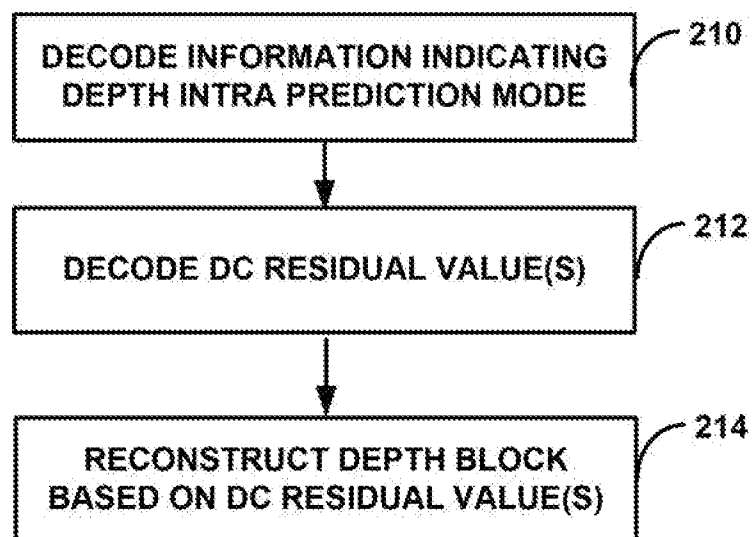 DECODE INFORMATION INDICATING
DEPTH INTRA PREDICTION MODE
210
DECODE DC RESIDUAL VALUE(S)
212
RECONSTRUCT DEPTH BLOCK
BASED ON DC RESIDUAL VALUE(S)
214